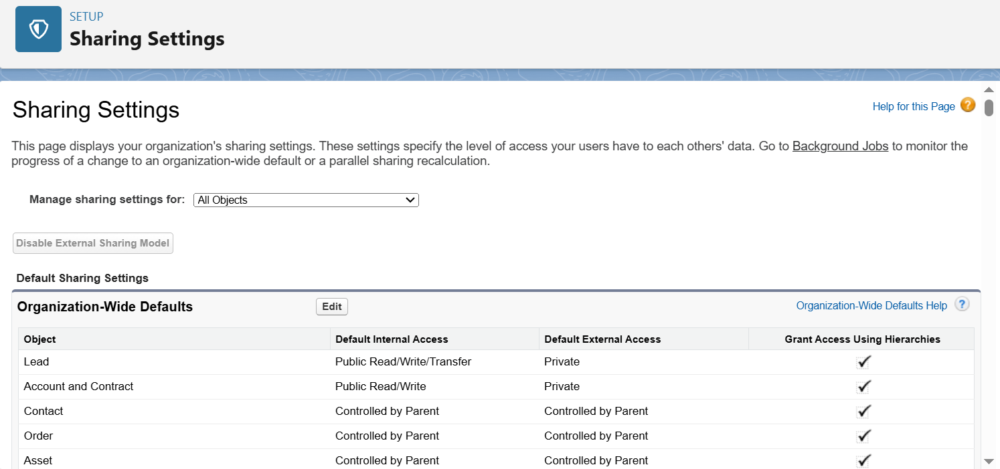 SETUP
Sharing Settings
Sharing Settings
Help for this Page ?
This page displays your organization's sharing settings. These settings specify the level of access your users have to each others' data. Go to Background Jobs to monitor the
progress of a change to an organization-wide default or a parallel sharing recalculation.
Manage sharing settings for: All Objects
Disable External Sharing Model
Default Sharing Settings
Organization-Wide Defaults Edit Organization-Wide Defaults Help ?
Object Default Internal Access Default External Access Grant Access Using Hierarchies
Lead Public Read/Write/Transfer Private
Account and Contract Public Read/Write Private
Contact Controlled by Parent Controlled by Parent
Order Controlled by Parent Controlled by Parent
Asset Controlled by Parent Controlled by Parent